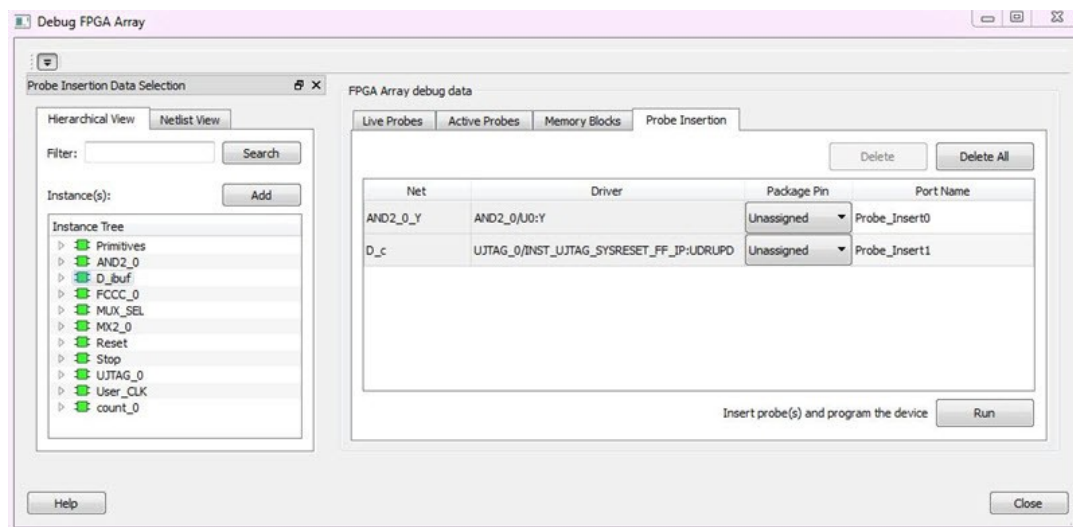 Debug FPGA Array
Probe Insertion Data Selection
Hierarchical View Netlist View
Filter: Search
Instance(s): Add
Instance Tree
Primitives
AND2_0
D_ibuf
FCCC_0
MUX_SEL
MX2_0
Reset
Stop
UJTAG_0
User_CLK
count_0
FPGA Array debug data
Live Probes Active Probes Memory Blocks Probe Insertion
Delete Delete All
Net Driver Package Pin Port Name
AND2_0_Y AND2_0/U0:Y Unassigned Probe_Insert0
D_c UJTAG_0/INST_UJTAG_SYSRESET_FF_IP:UDRUPD Unassigned Probe_Insert1
Insert probe(s) and program the device Run
Help Close